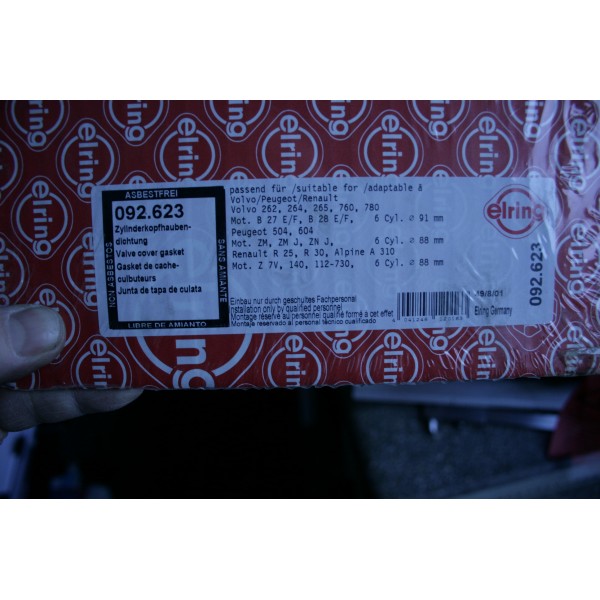 elring
ASBESTFREI
NON ASBESTOS
SANS AMIANTE
LIBRE DE AMIANTO
092.623
Zylinderkopfhauben-
dichtung
Valve cover gasket
Gasket de cache-
culbuteurs
Junta de tapa de culata
passend für /suitable for /adaptable à
Volvo/Peugeot/Renault
Volvo 262, 264, 265, 760, 780
Mot. B 27 E/F, B 28 E/F, 6 Cyl. ⌀ 91 mm
Peugeot 504, 604
Mot. ZM, ZM J, ZN J, 6 Cyl. ⌀ 88 mm
Renault R 25, R 30, Alpine A 310
Mot. Z 7V, 140, 112-730, 6 Cyl. ⌀ 88 mm
Einbau nur durch geschultes Fachpersonal
Installation only by qualified personnel
Montage réservé au personnel qualifié formé a cet effet
Montaje reservado al personal técnico cualificado
elring
092.623
Elring Germany